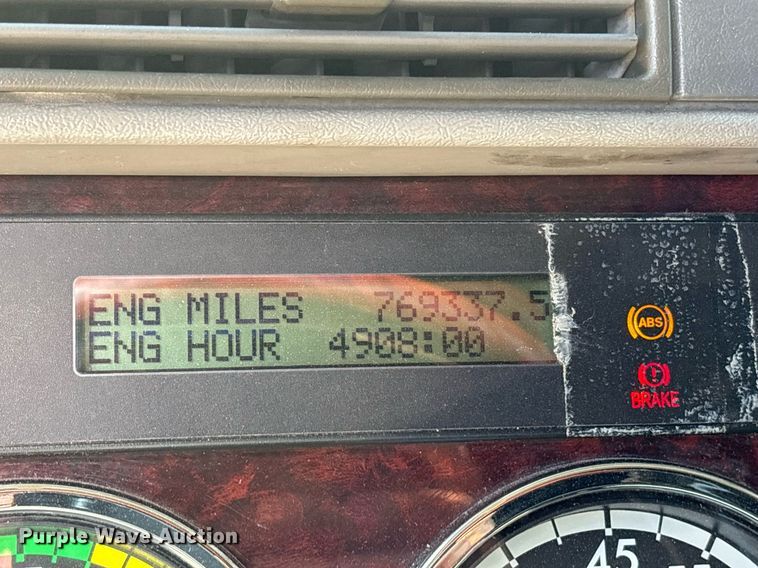 ENG MILES 769337.5
ENG HOUR 4908:00
ABS
BRAKE
45
Purple Wave Auction